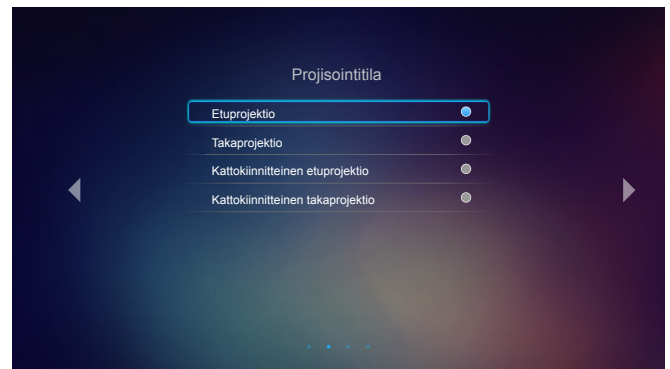 Projisointitila
Etuprojektio
Takaprojektio
Kattokiinnitteinen etuprojektio
Kattokiinnitteinen takaprojektio